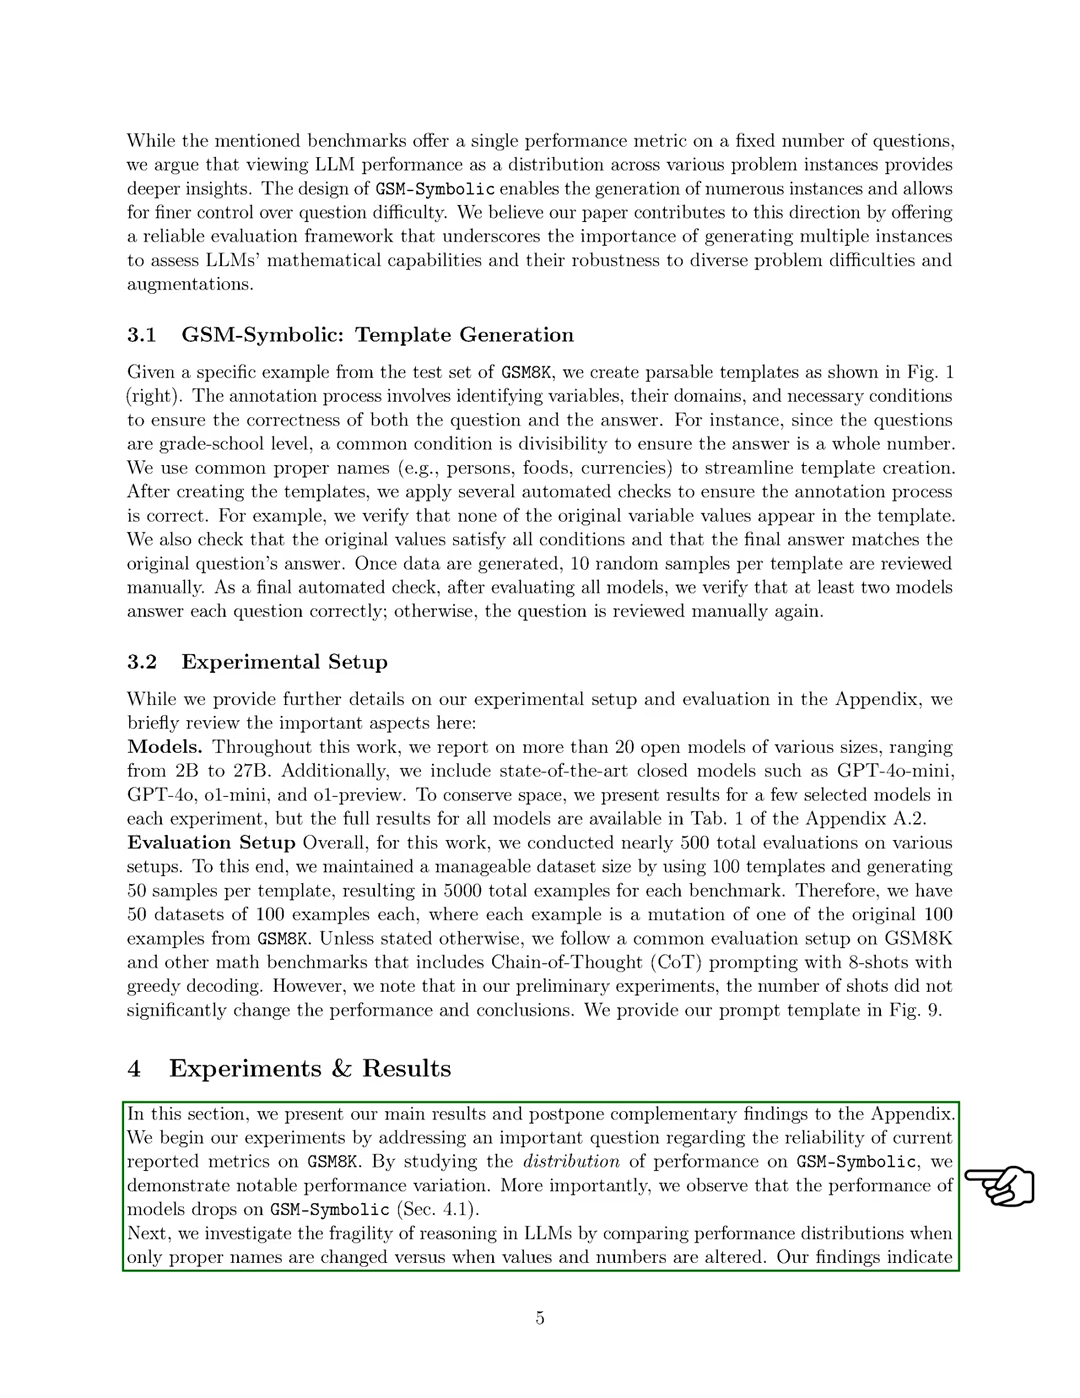 While the mentioned benchmarks offer a single performance metric on a fixed number of questions,
we argue that viewing LLM performance as a distribution across various problem instances provides
deeper insights. The design of GSM-Symbolic enables the generation of numerous instances and allows
for finer control over question difficulty. We believe our paper contributes to this direction by offering
a reliable evaluation framework that underscores the importance of generating multiple instances
to assess LLMs' mathematical capabilities and their robustness to diverse problem difficulties and
augmentations.
3.1 GSM-Symbolic: Template Generation
Given a specific example from the test set of GSM8K, we create parsable templates as shown in Fig. 1
(right). The annotation process involves identifying variables, their domains, and necessary conditions
to ensure the correctness of both the question and the answer. For instance, since the questions
are grade-school level, a common condition is divisibility to ensure the answer is a whole number.
We use common proper names (e.g., persons, foods, currencies) to streamline template creation.
After creating the templates, we apply several automated checks to ensure the annotation process
is correct. For example, we verify that none of the original variable values appear in the template.
We also check that the original values satisfy all conditions and that the final answer matches the
original question's answer. Once data are generated, 10 random samples per template are reviewed
manually. As a final automated check, after evaluating all models, we verify that at least two models
answer each question correctly; otherwise, the question is reviewed manually again.
3.2 Experimental Setup
While we provide further details on our experimental setup and evaluation in the Appendix, we
briefly review the important aspects here:
Models. Throughout this work, we report on more than 20 open models of various sizes, ranging
from 2B to 27B. Additionally, we include state-of-the-art closed models such as GPT-4o-mini,
GPT-4o, o1-mini, and o1-preview. To conserve space, we present results for a few selected models in
each experiment, but the full results for all models are available in Tab. 1 of the Appendix A.2.
Evaluation Setup Overall, for this work, we conducted nearly 500 total evaluations on various
setups. To this end, we maintained a manageable dataset size by using 100 templates and generating
50 samples per template, resulting in 5000 total examples for each benchmark. Therefore, we have
50 datasets of 100 examples each, where each example is a mutation of one of the original 100
examples from GSM8K. Unless stated otherwise, we follow a common evaluation setup on GSM8K
and other math benchmarks that includes Chain-of-Thought (CoT) prompting with 8-shots with
greedy decoding. However, we note that in our preliminary experiments, the number of shots did not
significantly change the performance and conclusions. We provide our prompt template in Fig. 9.
4 Experiments & Results
In this section, we present our main results and postpone complementary findings to the Appendix.
We begin our experiments by addressing an important question regarding the reliability of current
reported metrics on GSM8K. By studying the distribution of performance on GSM-Symbolic, we
demonstrate notable performance variation. More importantly, we observe that the performance of
models drops on GSM-Symbolic (Sec. 4.1).
Next, we investigate the fragility of reasoning in LLMs by comparing performance distributions when
only proper names are changed versus when values and numbers are altered. Our findings indicate
5